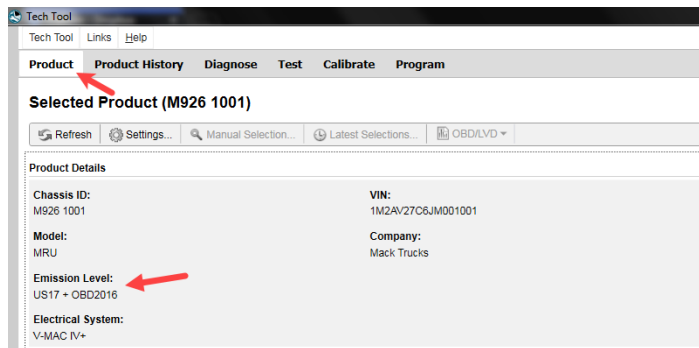 Tech Tool
Tech Tool Links Help
Product Product History Diagnose Test Calibrate Program
Selected Product (M926 1001)
Refresh Settings... Manual Selection... Latest Selections... OBD/LVD
Product Details
Chassis ID: VIN:
M926 1001 1M2AV27C6JM001001
Model: Company:
MRU Mack Trucks
Emission Level:
US17 + OBD2016
Electrical System:
V-MAC IV+